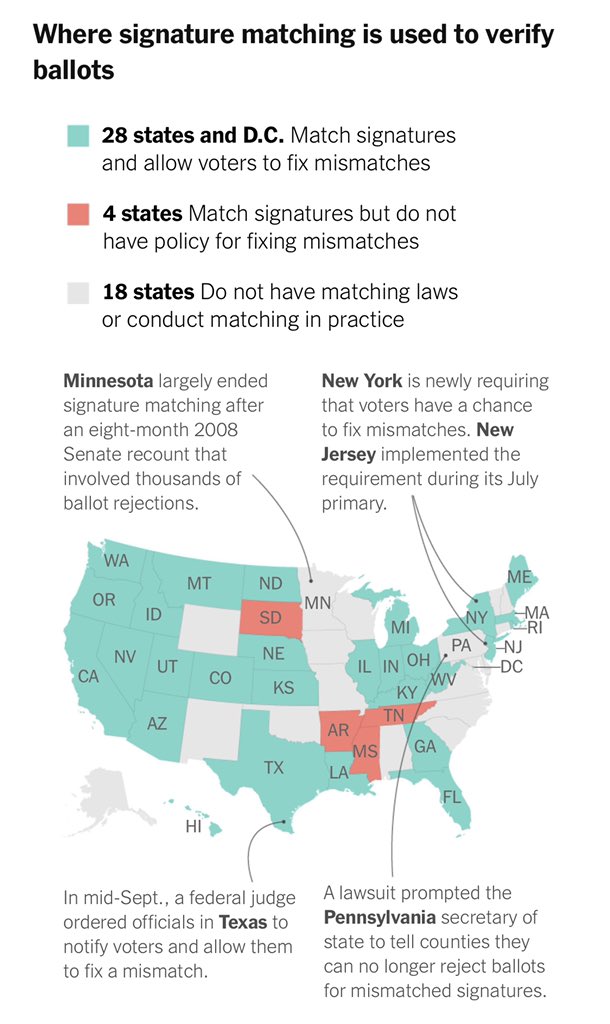 Where signature matching is used to verify
ballots
28 states and D.C. Match signatures
and allow voters to fix mismatches
4 states Match signatures but do not
have policy for fixing mismatches
18 states Do not have matching laws
or conduct matching in practice
Minnesota largely ended
signature matching after
an eight-month 2008
Senate recount that
involved thousands of
ballot rejections.
New York is newly requiring
that voters have a chance
to fix mismatches. New
Jersey implemented the
requirement during its July
primary.
WA
MT
ND
ME
OR
ID
SD
MN
MI
NY
MA
RI
NV
UT
CO
NE
IL
IN
OH
PA
NJ
DC
CA
KS
KY
WV
AZ
AR
TN
MS
GA
TX
LA
FL
HI
In mid-Sept., a federal judge
ordered officials in Texas to
notify voters and allow them
to fix a mismatch.
A lawsuit prompted the
Pennsylvania secretary of
state to tell counties they
can no longer reject ballots
for mismatched signatures.